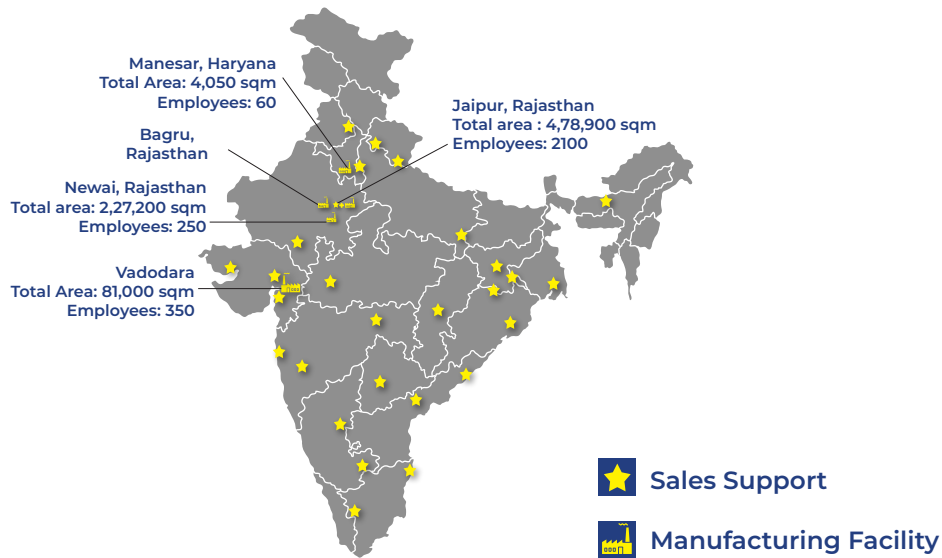 Manesar, Haryana
Total Area: 4,050 sqm
Employees: 60
Jaipur, Rajasthan
Total area : 4,78,900 sqm
Employees: 2100
Bagru,
Rajasthan
Newai, Rajasthan
Total area: 2,27,200 sqm
Employees: 250
Vadodara
Total Area: 81,000 sqm
Employees: 350
Sales Support
Manufacturing Facility